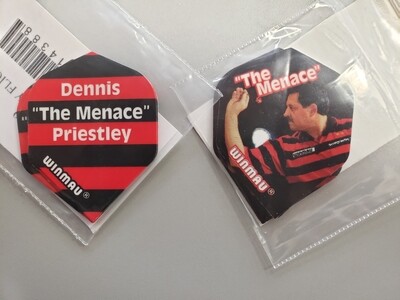 Dennis
"The Menace"
Priestley
WINMAU®
"The
Menace"
WINMAU®